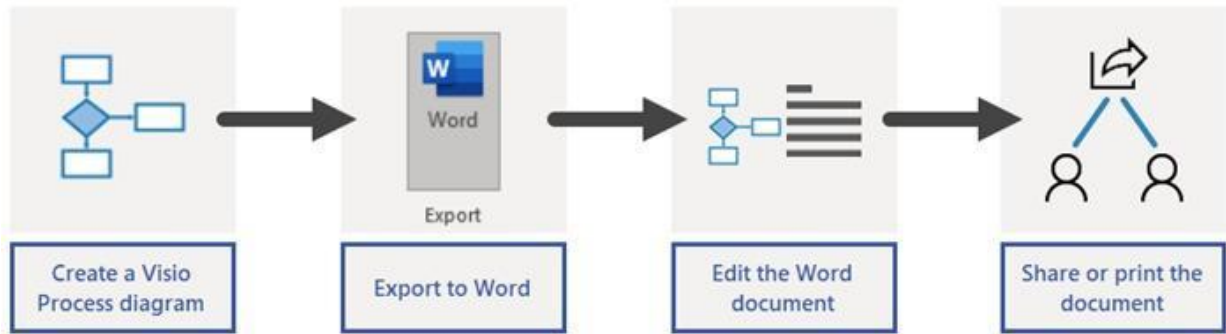 W
Word
Export
Create a Visio
Process diagram
Export to Word
Edit the Word
document
Share or print the
document